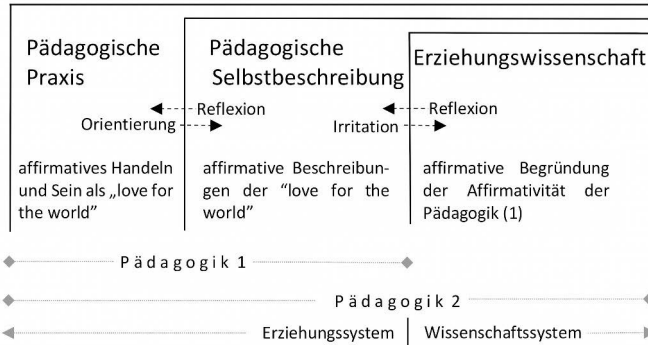 Pädagogische
Praxis
Pädagogische
Selbstbeschreibung
Erziehungswissenschaft
Reflexion
Orientierung
Reflexion
Irritation
affirmatives Handeln
und Sein als „love for
the world”
affirmative Beschreibun-
gen der “love for the
world”
affirmative Begründung
der Affirmativität der
Pädagogik (1)
Pädagogik 1
Pädagogik 2
Erziehungssystem
Wissenschaftssystem